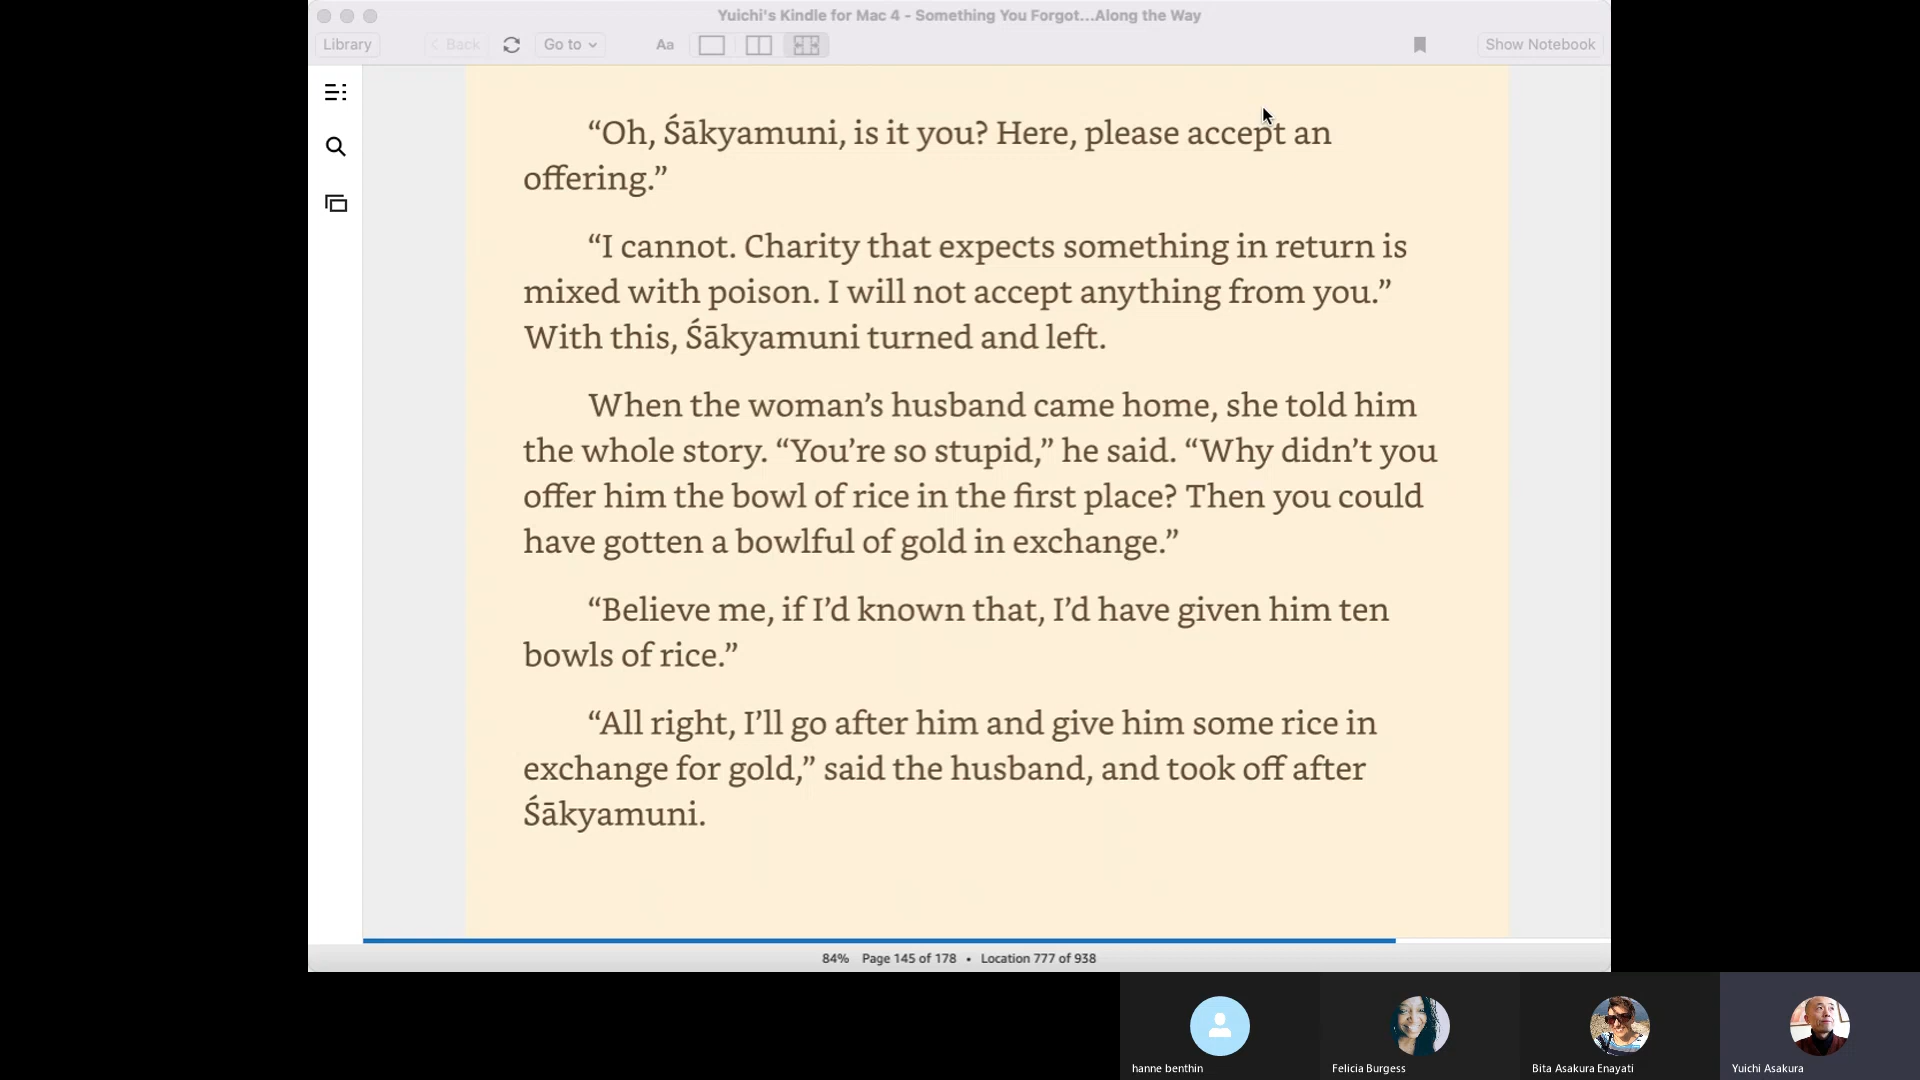 Yuichi's Kindle for Mac 4 - Something You Forgot...Along the Way
Library
Back
Go to
Aa
Show Notebook
“Oh, Śākyamuni, is it you? Here, please accept an
offering.”
“I cannot. Charity that expects something in return is
mixed with poison. I will not accept anything from you.”
With this, Śākyamuni turned and left.
When the woman’s husband came home, she told him
the whole story. “You’re so stupid,” he said. “Why didn’t you
offer him the bowl of rice in the first place? Then you could
have gotten a bowlful of gold in exchange.”
“Believe me, if I’d known that, I’d have given him ten
bowls of rice.”
“All right, I’ll go after him and give him some rice in
exchange for gold,” said the husband, and took off after
Śākyamuni.
84% Page 145 of 178 • Location 777 of 938
hanne benthin
Felicia Burgess
Bita Asakura Enayati
Yuichi Asakura